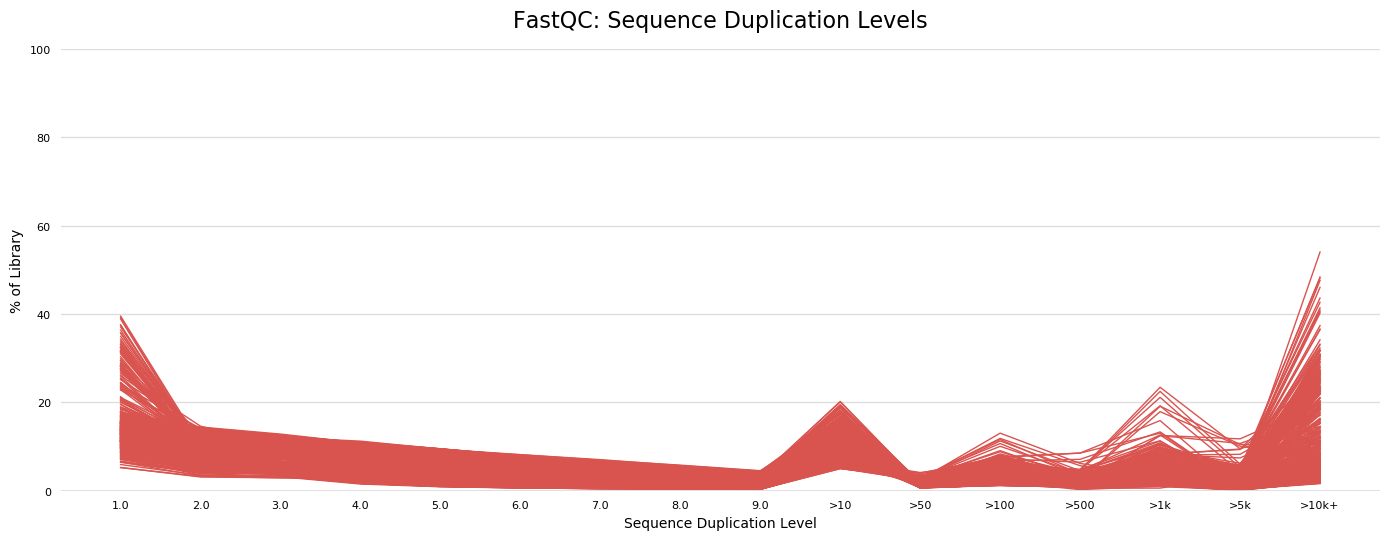 FastQC: Sequence Duplication Levels
100
80
60
40
20
0
% of Library
1.0 2.0 3.0 4.0 5.0 6.0 7.0 8.0 9.0 >10 >50 >100 >500 >1k >5k >10k+
Sequence Duplication Level